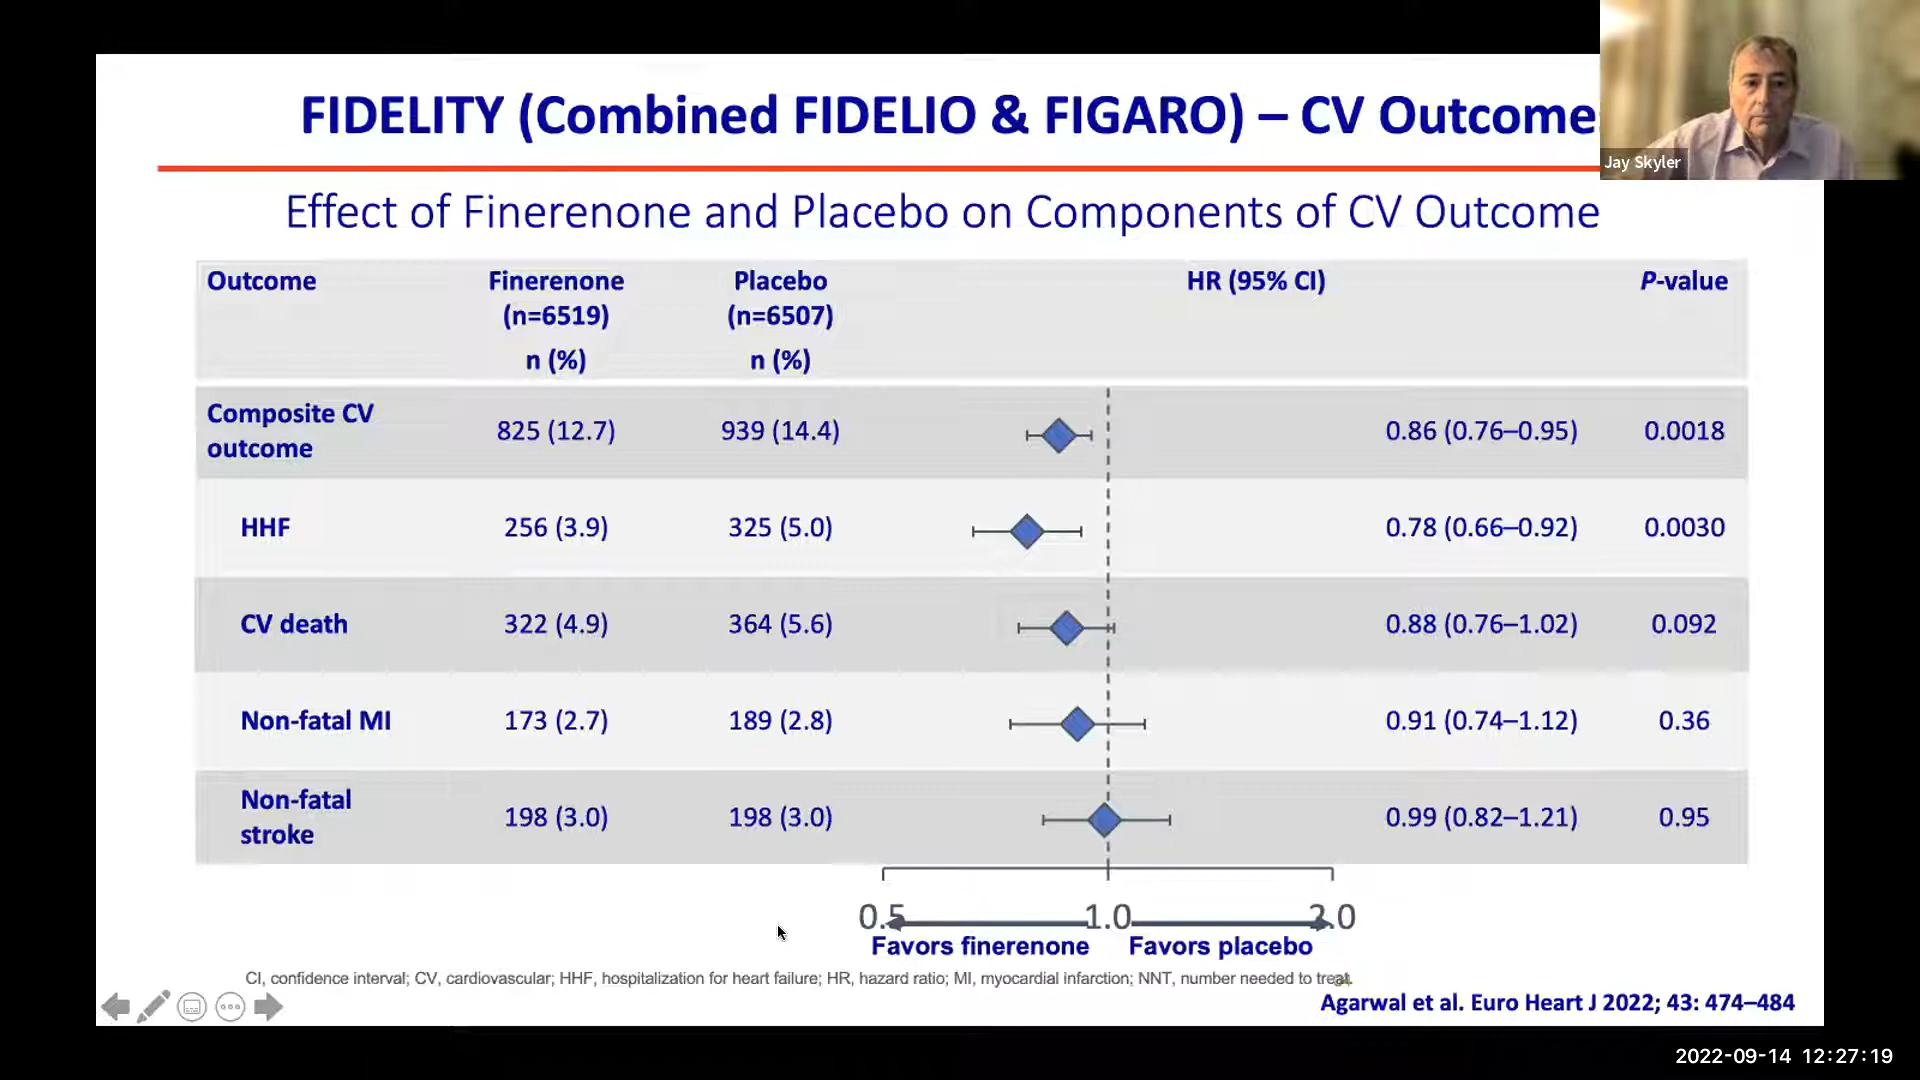 FIDELITY (Combined FIDELIO & FIGARO) – CV Outcome
Jay Skyler
Effect of Finerenone and Placebo on Components of CV Outcome
Outcome Finerenone Placebo HR (95% CI) P-value
(n=6519) (n=6507)
n (%) n (%)
Composite CV
outcome
825 (12.7) 939 (14.4) 0.86 (0.76–0.95) 0.0018
HHF 256 (3.9) 325 (5.0) 0.78 (0.66–0.92) 0.0030
CV death 322 (4.9) 364 (5.6) 0.88 (0.76–1.02) 0.092
Non-fatal MI 173 (2.7) 189 (2.8) 0.91 (0.74–1.12) 0.36
Non-fatal
stroke
198 (3.0) 198 (3.0) 0.99 (0.82–1.21) 0.95
0.5 1.0 2.0
Favors finerenone Favors placebo
CI, confidence interval; CV, cardiovascular; HHF, hospitalization for heart failure; HR, hazard ratio; MI, myocardial infarction; NNT, number needed to treat.
Agarwal et al. Euro Heart J 2022; 43: 474–484
2022-09-14 12:27:19